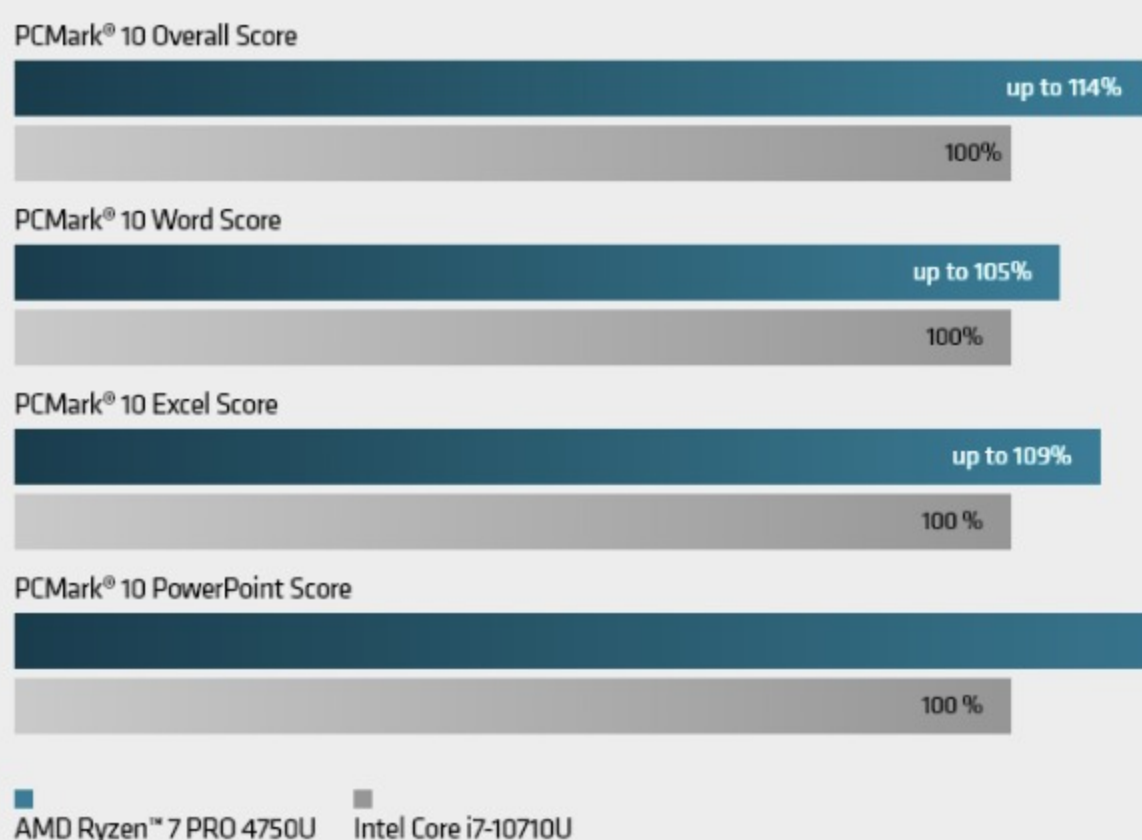 PCMark® 10 Overall Score
up to 114%
100%
PCMark® 10 Word Score
up to 105%
100%
PCMark® 10 Excel Score
up to 109%
100 %
PCMark® 10 PowerPoint Score
100 %
AMD Ryzen™ 7 PRO 4750U Intel Core i7-10710U